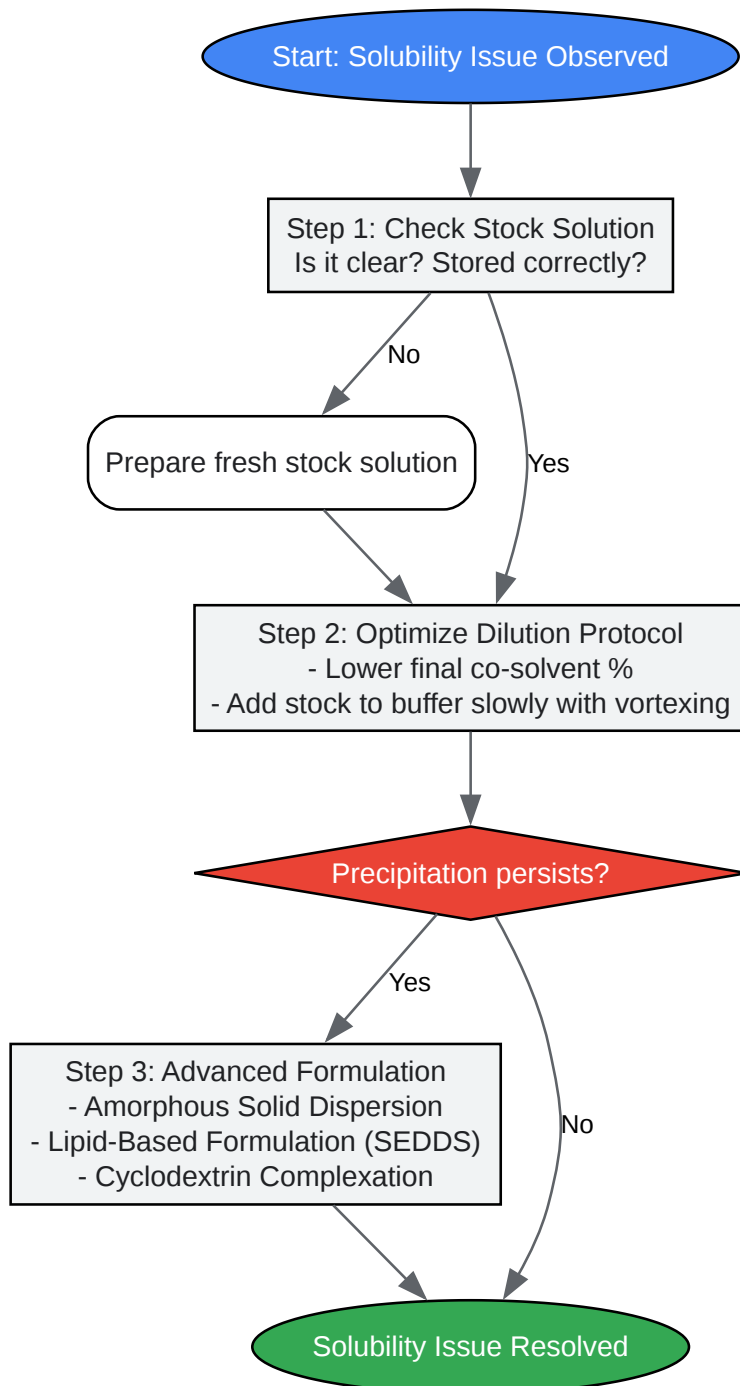 Start: Solubility Issue Observed
Step 1: Check Stock Solution
Is it clear? Stored correctly?
No
Prepare fresh stock solution
Yes
Step 2: Optimize Dilution Protocol
- Lower final co-solvent %
- Add stock to buffer slowly with vortexing
Precipitation persists?
Yes
Step 3: Advanced Formulation
- Amorphous Solid Dispersion
- Lipid-Based Formulation (SEDDS)
- Cyclodextrin Complexation
No
Solubility Issue Resolved